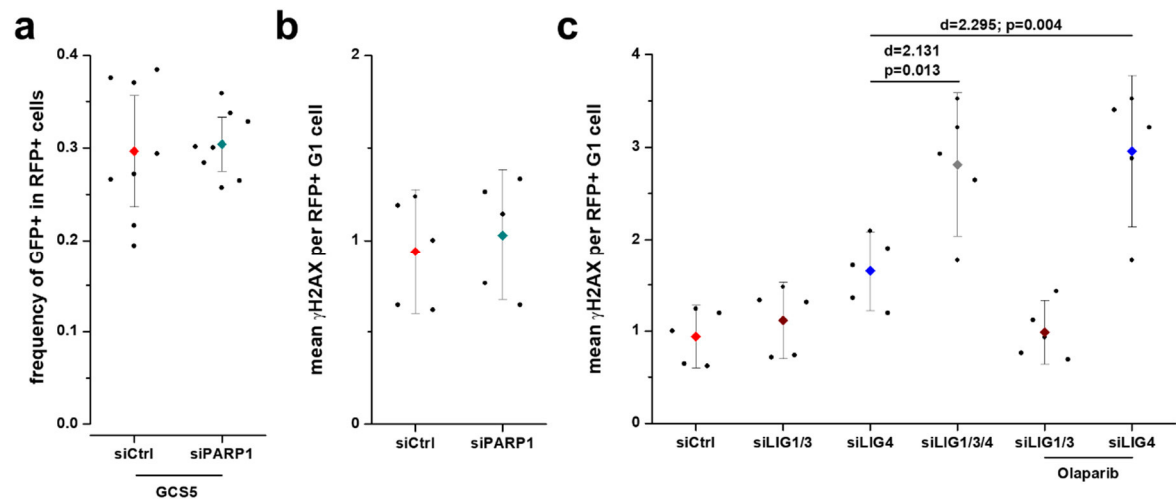 a
frequency of GFP+ in RFP+ cells
0.4
0.3
0.2
0.1
0.0
siCtrl siPARP1
GCS5
b
mean γH2AX per RFP+ G1 cell
2
1
0
siCtrl siPARP1
c
mean γH2AX per RFP+ G1 cell
4
3
2
1
0
d=2.295; p=0.004
d=2.131
p=0.013
siCtrl siLIG1/3 siLIG4 siLIG1/3/4 siLIG1/3 siLIG4
Olaparib